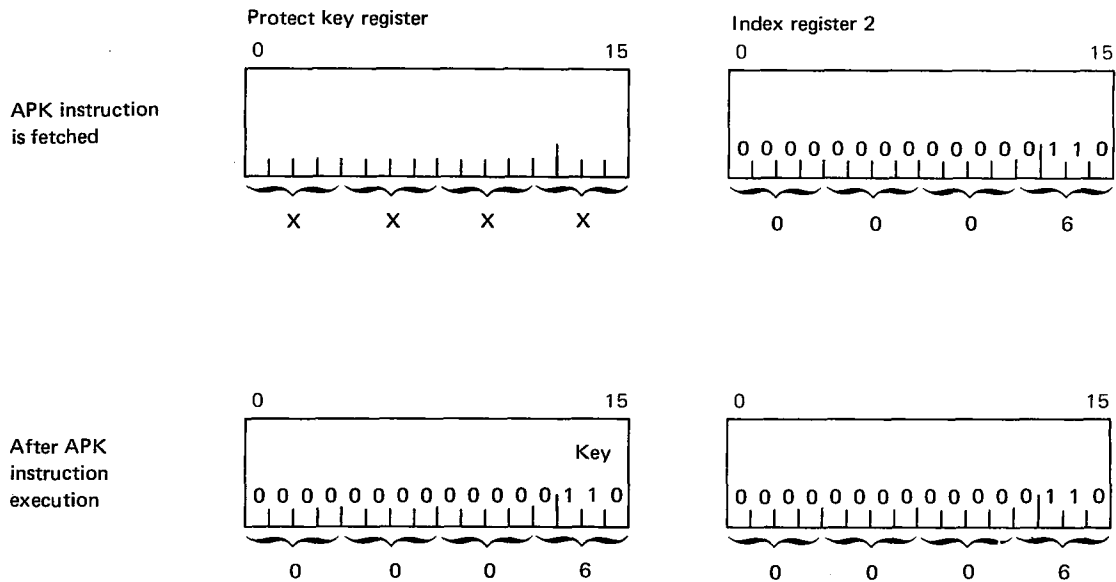 Protect key register
Index register 2
0 15
0 15
APK instruction
is fetched
0 0 0 0 0 0 0 0 0 0 0 0 0 1 1 0
X X X X
0 0 0 6
0 15
0 15
After APK
instruction
execution
Key
0 0 0 0 0 0 0 0 0 0 0 0 0 1 1 0
0 0 0 0 0 0 0 0 0 0 0 0 0 1 1 0
0 0 0 6
0 0 0 6